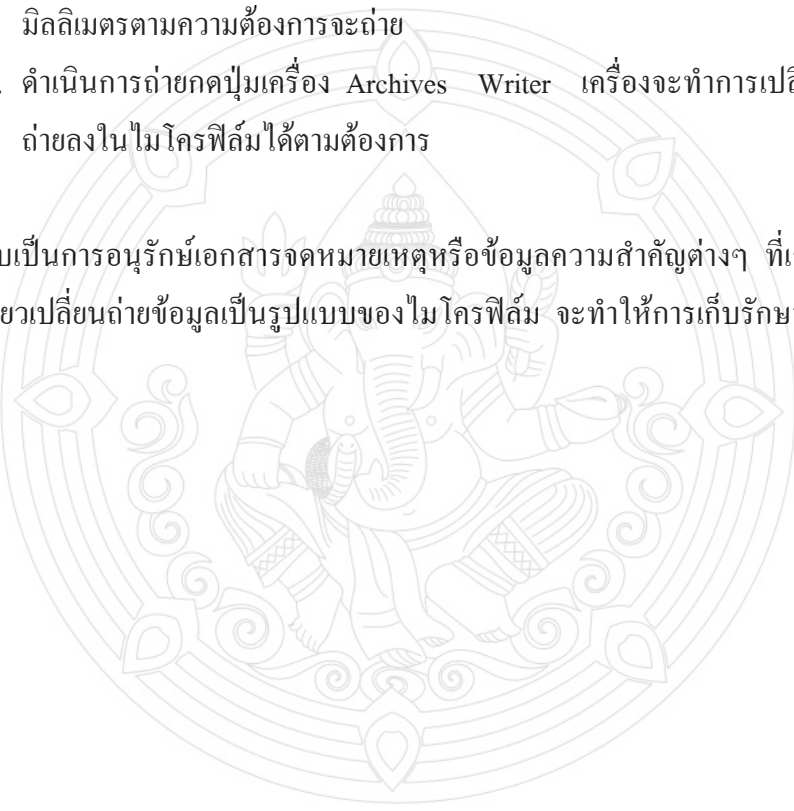 มิลลิเมตรตามความต้องการจะถ่าย
. ดำเนินการถ่ายกดปุ่มเครื่อง Archives Writer เครื่องจะทำการเปลี
ถ่ายลงในไมโครฟิล์มได้ตามต้องการ
บเป็นการอนุรักษ์เอกสารจดหมายเหตุหรือข้อมูลความสำคัญต่างๆ ที่เ
ยวเปลี่ยนถ่ายข้อมูลเป็นรูปแบบของไมโครฟิล์ม จะทำให้การเก็บรักษา